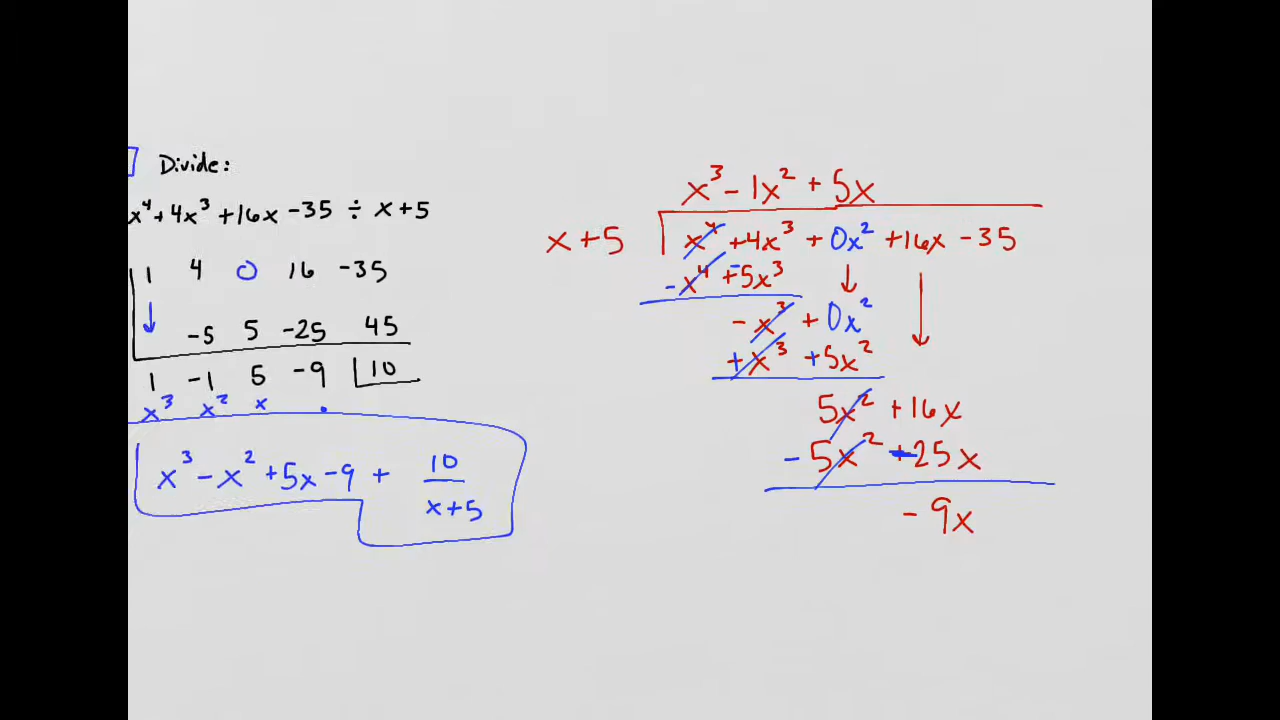 Divide:
x⁴ + 4x³ + 16x - 35 ÷ x + 5
1 4 0 16 -35
-5 5 -25 45
1 -1 5 -9 10
x³ x² x .
x³ - x² + 5x - 9 + 10
x + 5
x³ - 1x² + 5x
x + 5 x⁴ + 4x³ + 0x² + 16x - 35
- x⁴ + 5x³
- x³ + 0x²
+ x³ + 5x²
5x² + 16x
- 5x² - 25x
- 9x